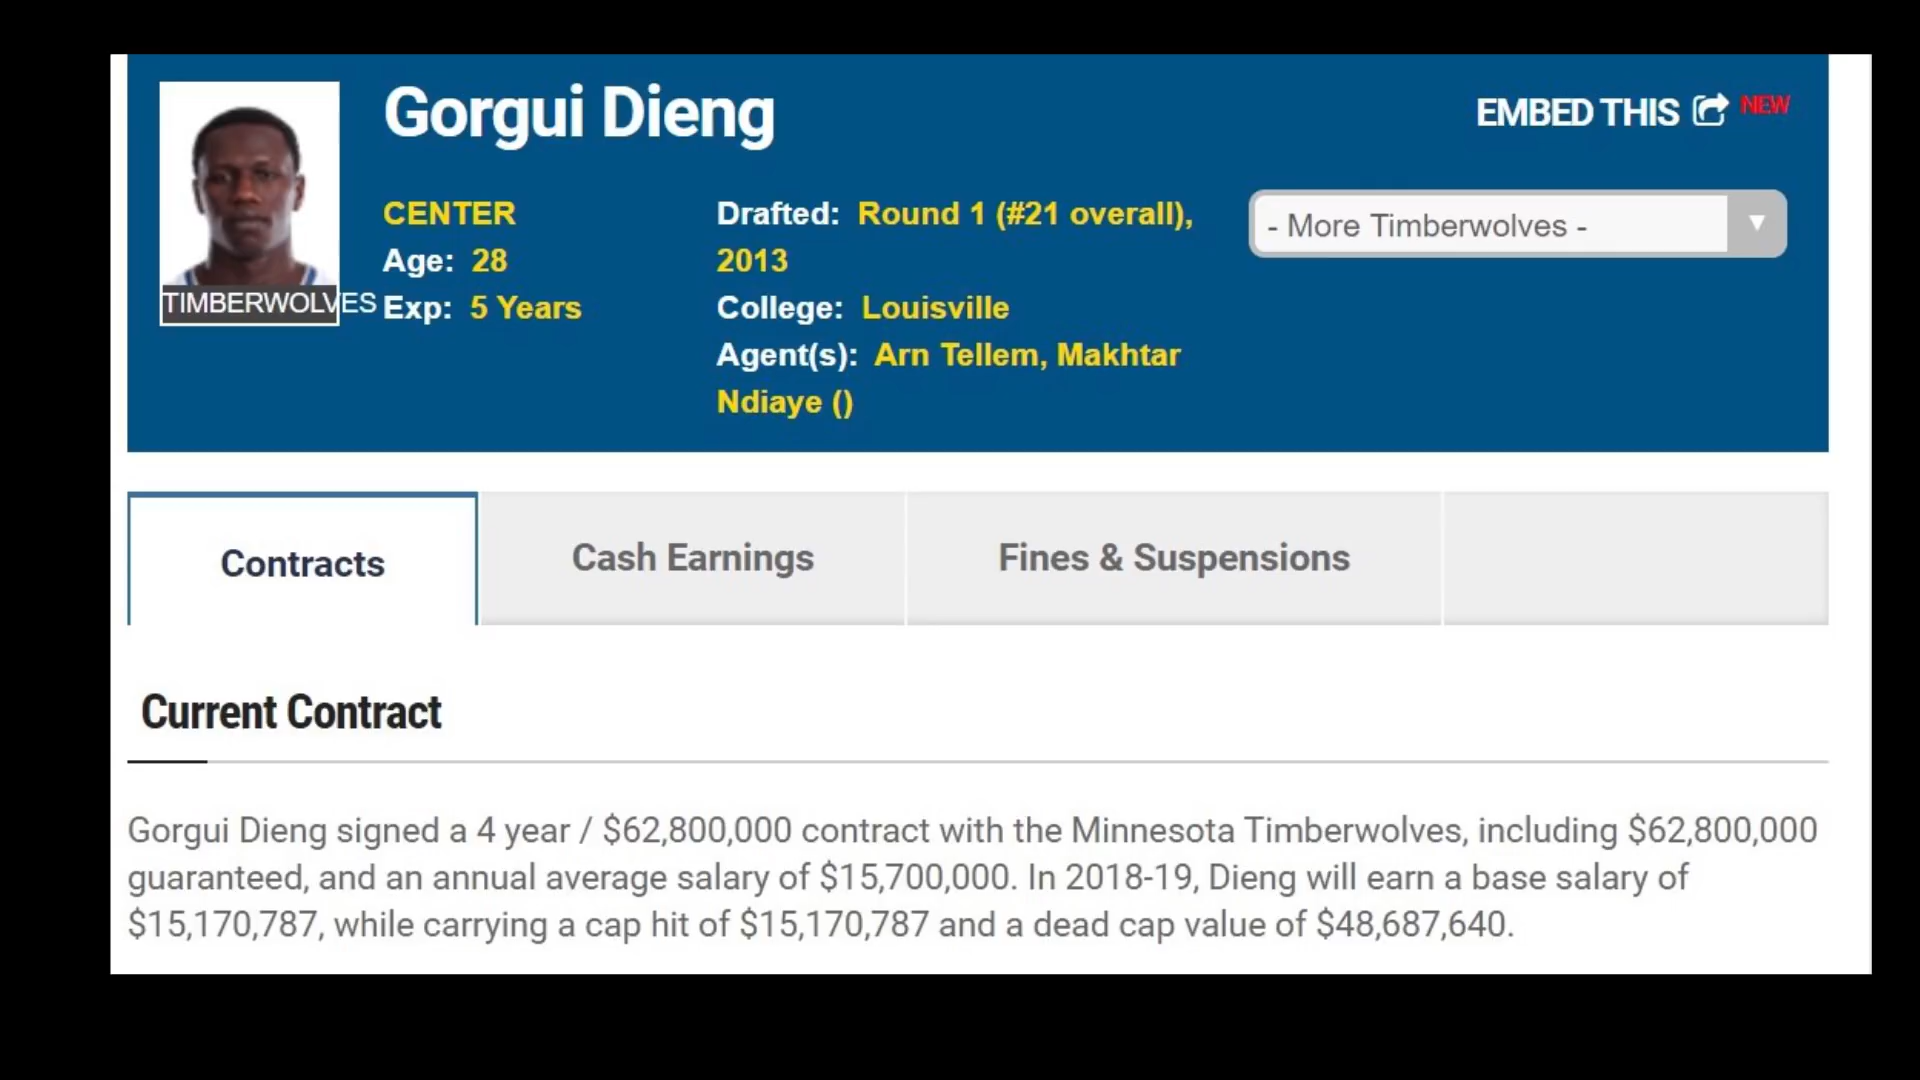 Gorgui Dieng
EMBED THIS NEW
CENTER
Age: 28
Exp: 5 Years
TIMBERWOLVES
Drafted: Round 1 (#21 overall),
2013
College: Louisville
Agent(s): Arn Tellem, Makhtar
Ndiaye ()
- More Timberwolves -
Contracts
Cash Earnings
Fines & Suspensions
Current Contract
Gorgui Dieng signed a 4 year / $62,800,000 contract with the Minnesota Timberwolves, including $62,800,000
guaranteed, and an annual average salary of $15,700,000. In 2018-19, Dieng will earn a base salary of
$15,170,787, while carrying a cap hit of $15,170,787 and a dead cap value of $48,687,640.